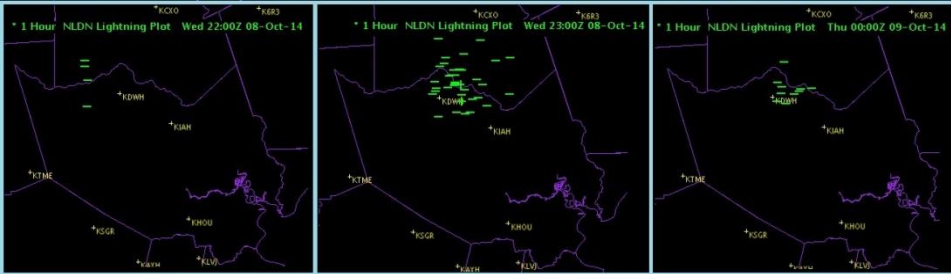 KCXO
K6R3
* 1 Hour NLDN Lightning Plot Wed 22:00Z 08-Oct-14
KDWH
KIAH
KTME
KHOU
KSGR
KLVJ
KCXO
K6R3
* 1 Hour NLDN Lightning Plot Wed 23:00Z 08-Oct-14
KDWH
KIAH
KTME
KHOU
KSGR
KLVJ
KCXO
K6R3
* 1 Hour NLDN Lightning Plot Thu 00:00Z 09-Oct-14
KDWH
KIAH
KTME
KHOU
KSGR
KLVJ